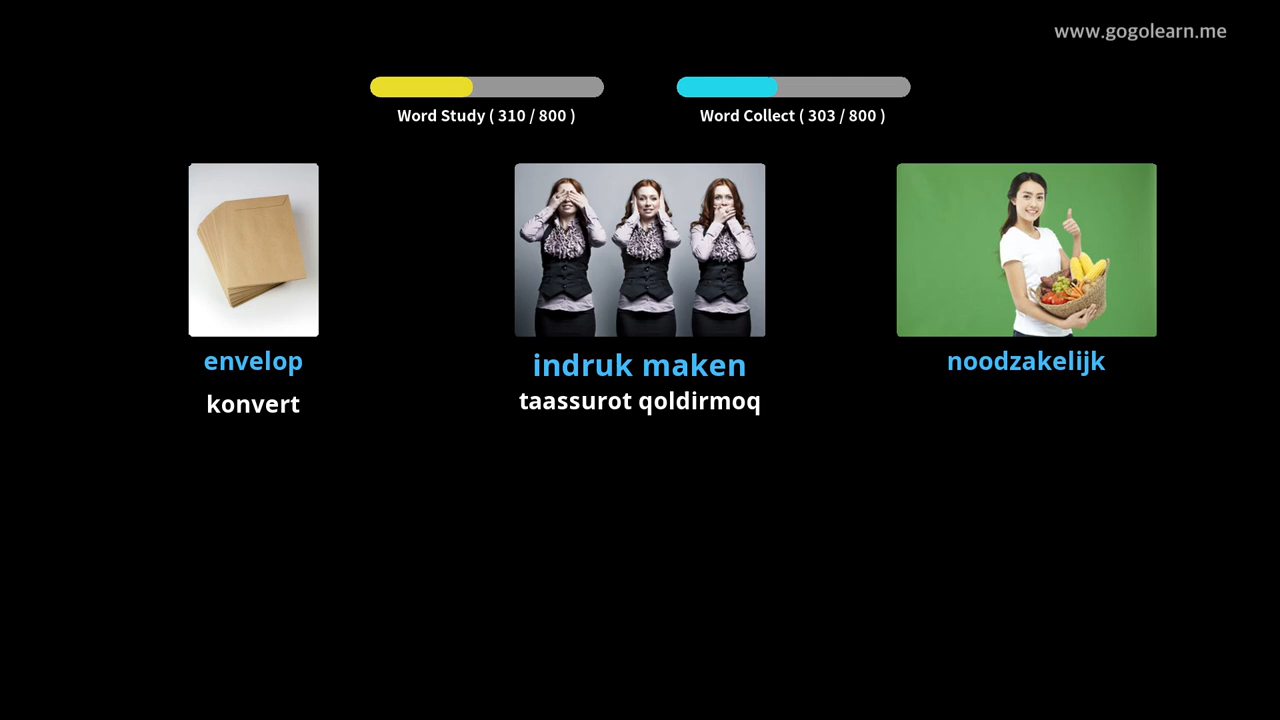 www.gogolearn.me
Word Study ( 310 / 800 )
Word Collect ( 303 / 800 )
envelop
konvert
indruk maken
taassurot qoldirmoq
noodzakelijk